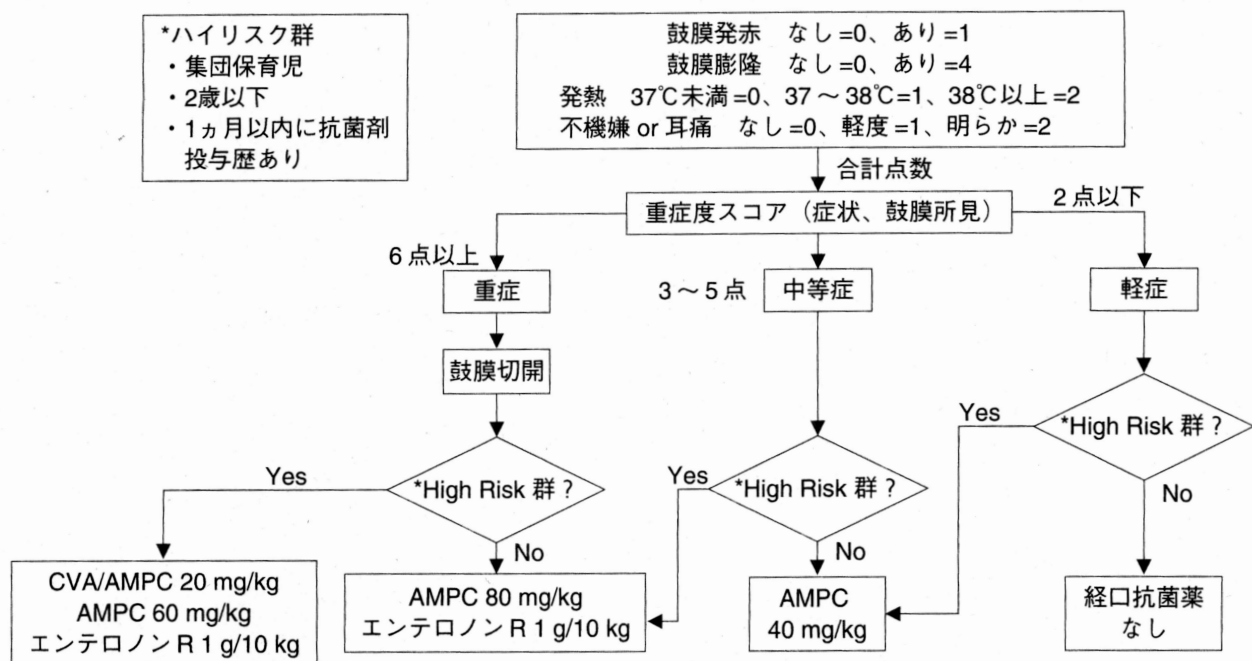 *ハイリスク群
・集団保育児
・2歳以下
・1ヵ月以内に抗菌剤
投与歴あり
鼓膜発赤 なし=0、あり=1
鼓膜膨隆 なし=0、あり=4
発熱 37℃未満=0、37~38℃=1、38℃以上=2
不機嫌 or 耳痛 なし=0、軽度=1、明らか=2
合計点数
重症度スコア(症状、鼓膜所見)
2点以下
6点以上
重症
3~5点
中等症
軽症
鼓膜切開
*High Risk 群?
Yes
No
*High Risk 群?
Yes
No
*High Risk 群?
Yes
No
CVA/AMPC 20 mg/kg
AMPC 60 mg/kg
エンテロノン R 1 g/10 kg
AMPC 80 mg/kg
エンテロノン R 1 g/10 kg
AMPC
40 mg/kg
経口抗菌薬
なし